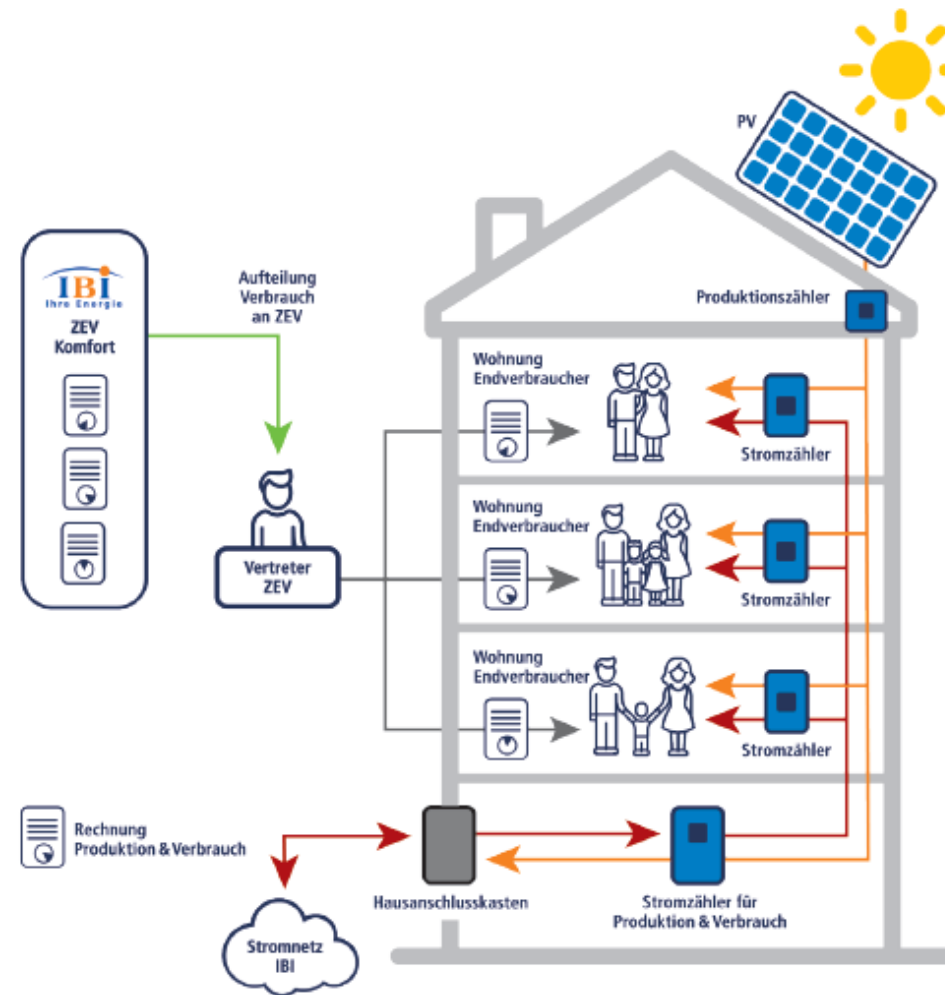 PV
IBI
Ihre Energie
ZEV
Komfort
Aufteilung
Verbrauch
an ZEV
Produktionszähler
Wohnung
Endverbraucher
Stromzähler
Vertreter
ZEV
Wohnung
Endverbraucher
Stromzähler
Wohnung
Endverbraucher
Stromzähler
Rechnung
Produktion & Verbrauch
Hausanschlusskasten
Stromzähler für
Produktion & Verbrauch
Stromnetz
IBI